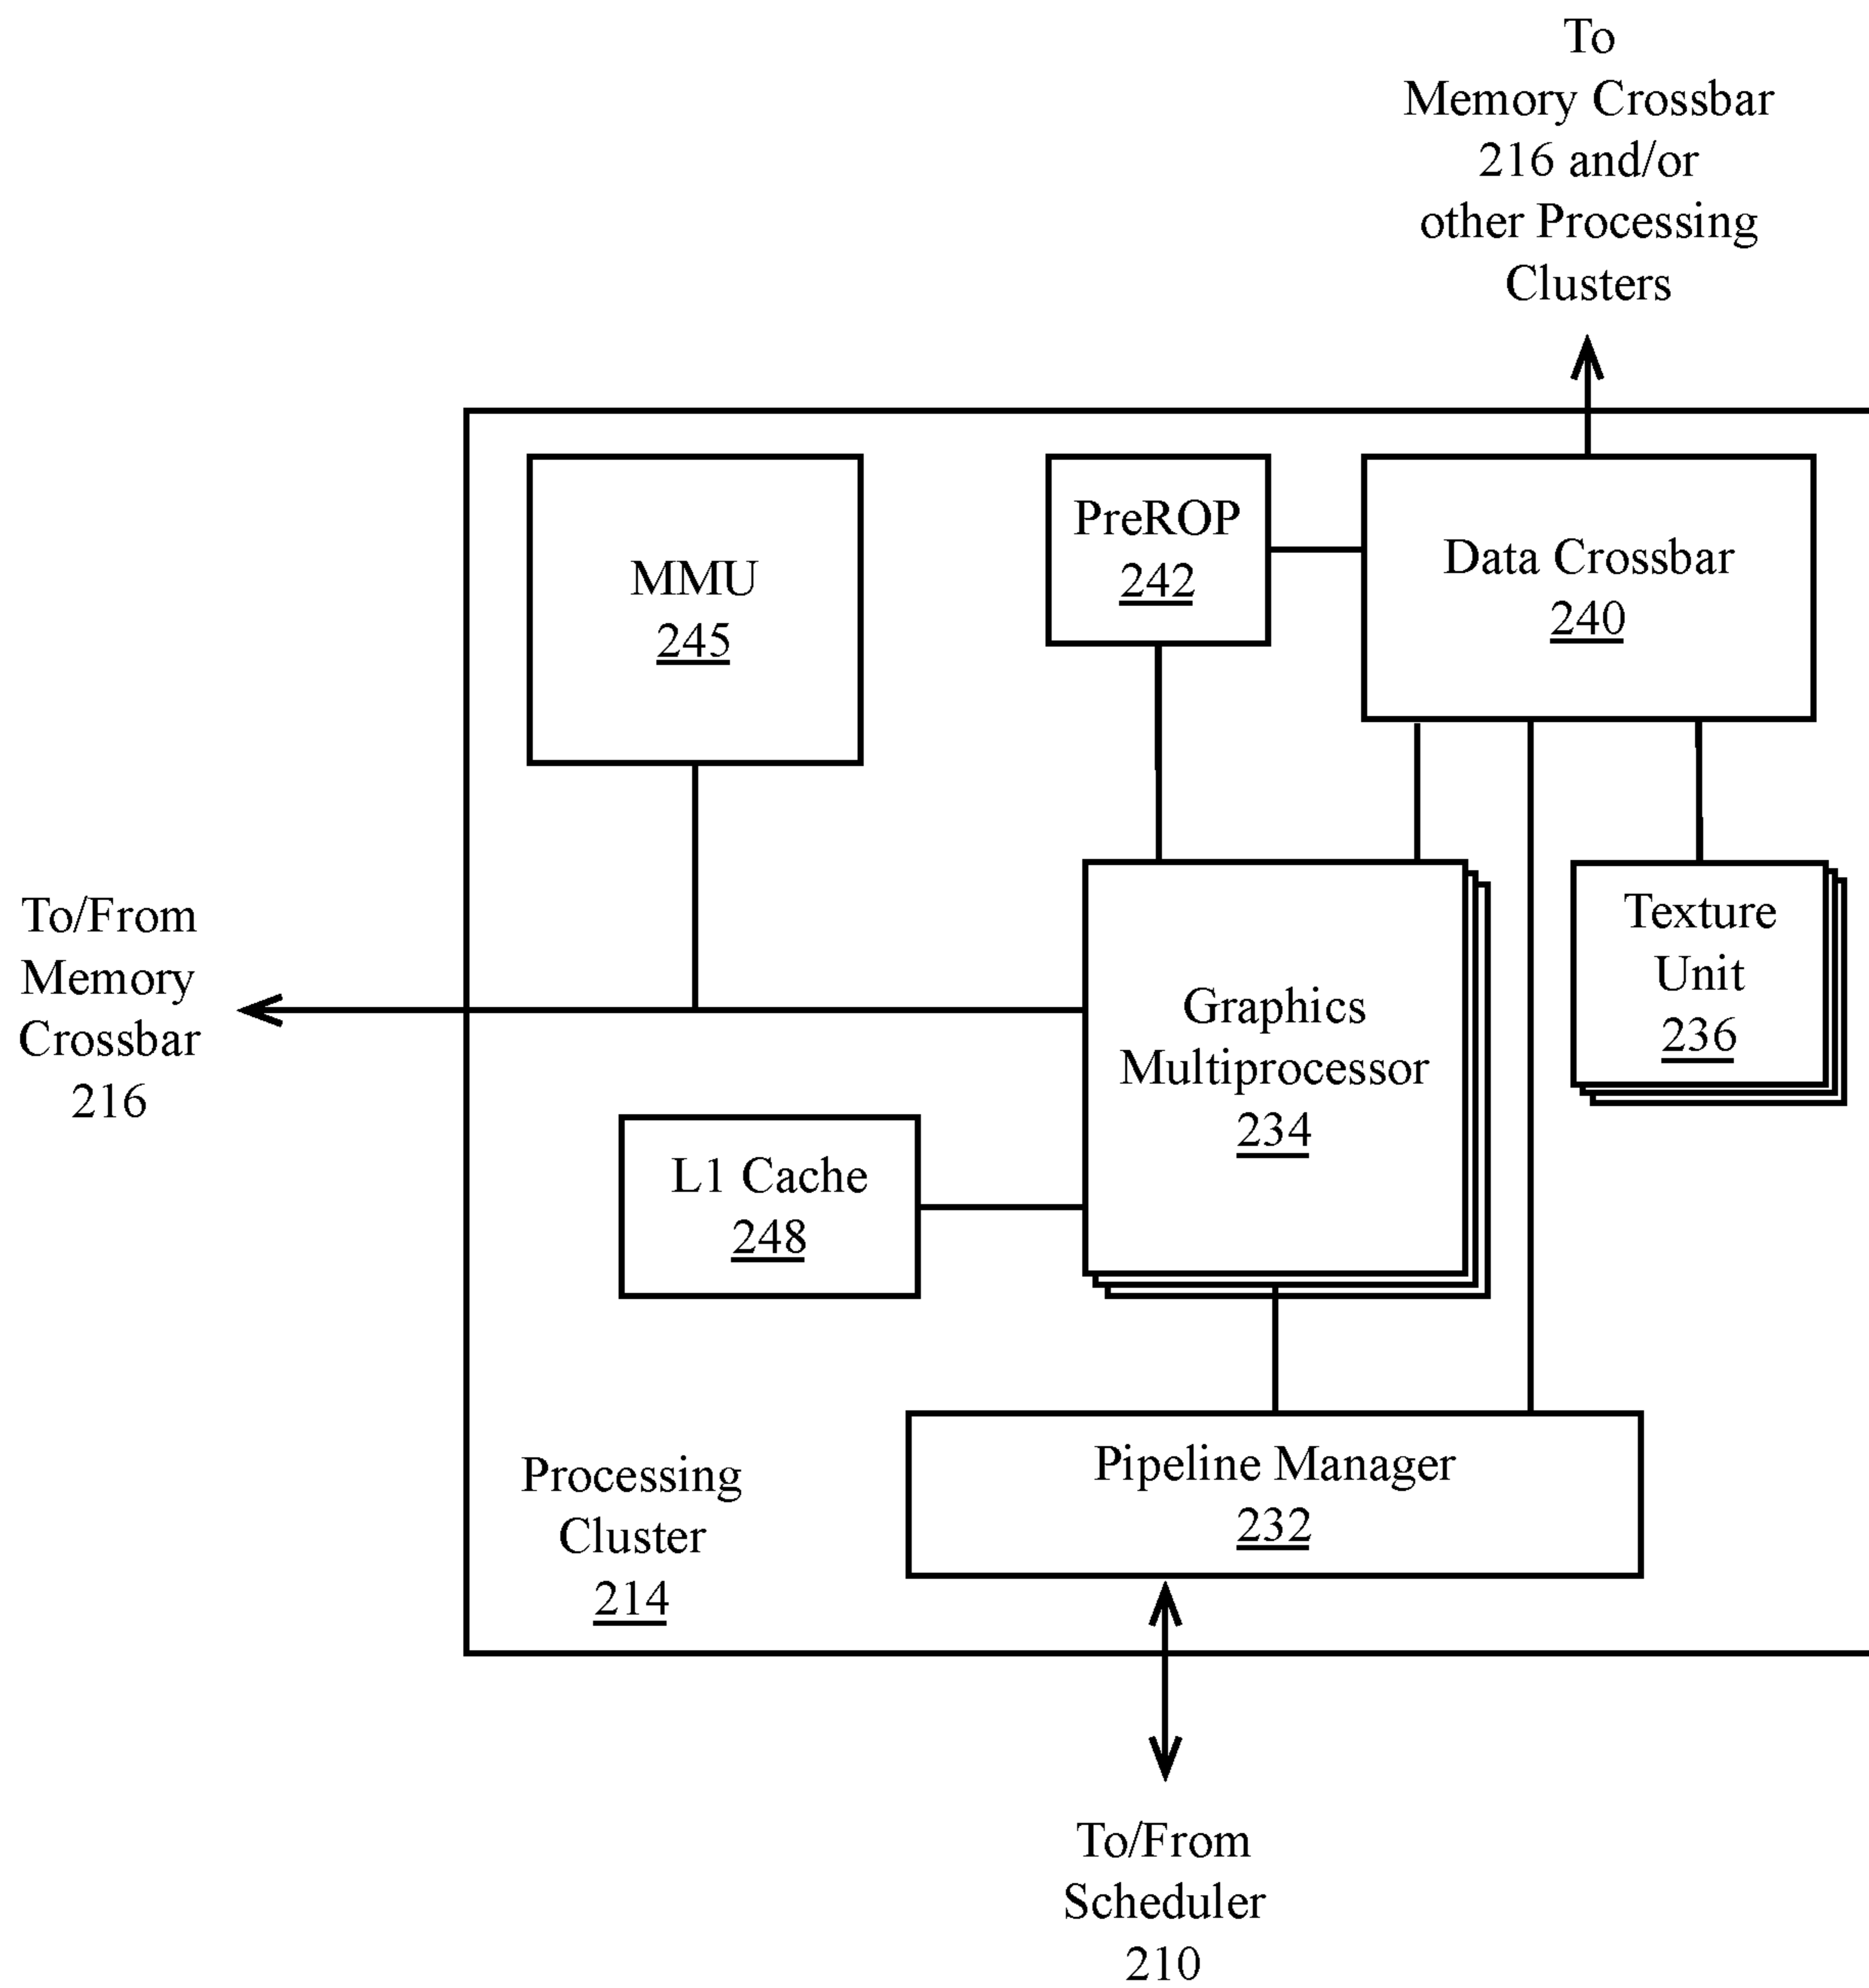 To
Memory Crossbar
216 and/or
other Processing
Clusters
MMU
245
PreROP
242
Data Crossbar
240
To/From
Memory
Crossbar
216
Graphics
Multiprocessor
234
Texture
Unit
236
L1 Cache
248
Pipeline Manager
232
Processing
Cluster
214
To/From
Scheduler
210